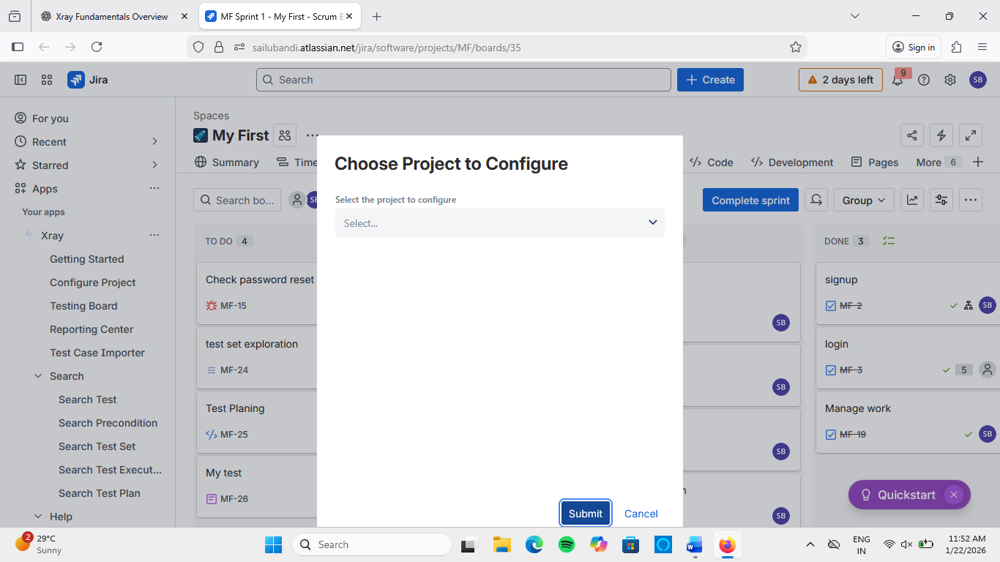 Xray Fundamentals Overview
MF Sprint 1 - My First - Scrum B
sailubandi.atlassian.net/jira/software/projects/MF/boards/35
Sign in
Jira
Search
Create
2 days left
9
SB
For you
Recent
Starred
Apps
Your apps
Xray
Getting Started
Configure Project
Testing Board
Reporting Center
Test Case Importer
Search
Search Test
Search Precondition
Search Test Set
Search Test Execut...
Search Test Plan
Help
Spaces
My First
Summary
Time
Code
Development
Pages
More 6
Search bo...
SB
Complete sprint
Group
TO DO 4
Check password reset
MF-15
test set exploration
MF-24
Test Planing
MF-25
My test
MF-26
Choose Project to Configure
Select the project to configure
Select...
Submit
Cancel
SB
SB
SB
SB
DONE 3
signup
MF-2
SB
login
MF-3
5
Manage work
MF-19
SB
Quickstart
2
29°C
Sunny
Search
ENG
IN
11:52 AM
1/22/2026